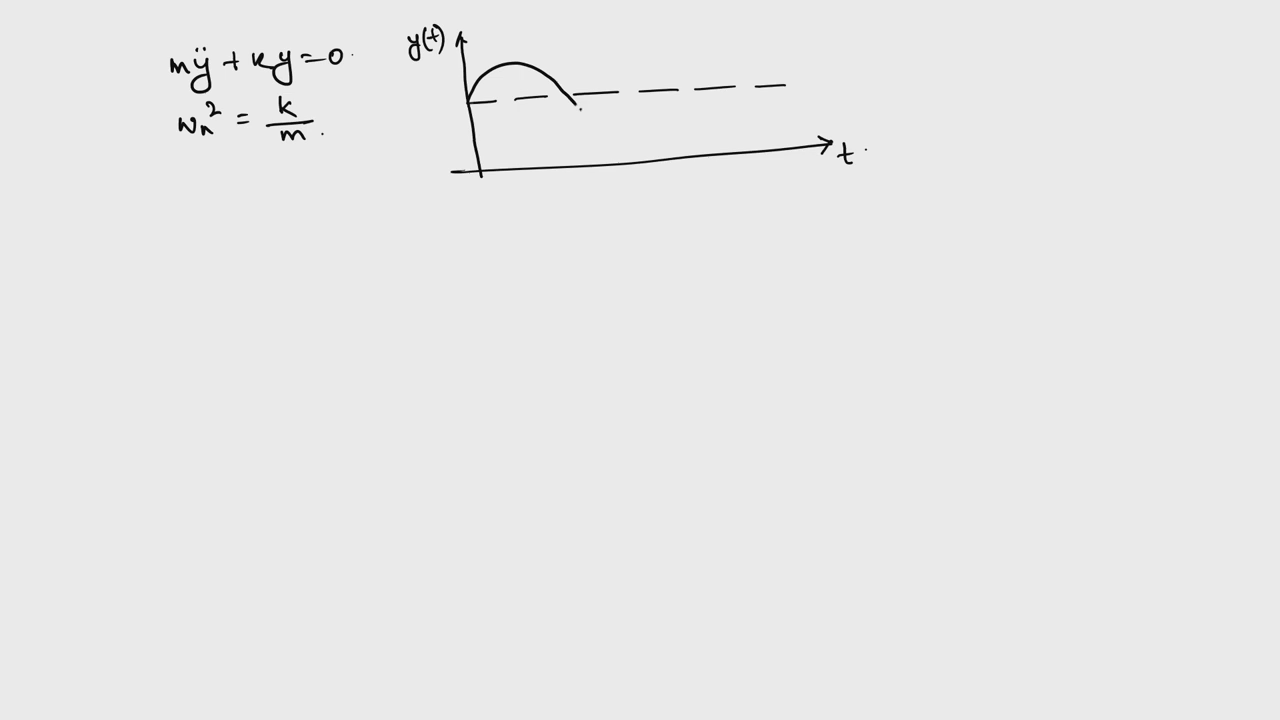 mÿ + ky = 0
ωₙ² = k/m
y(t)
t